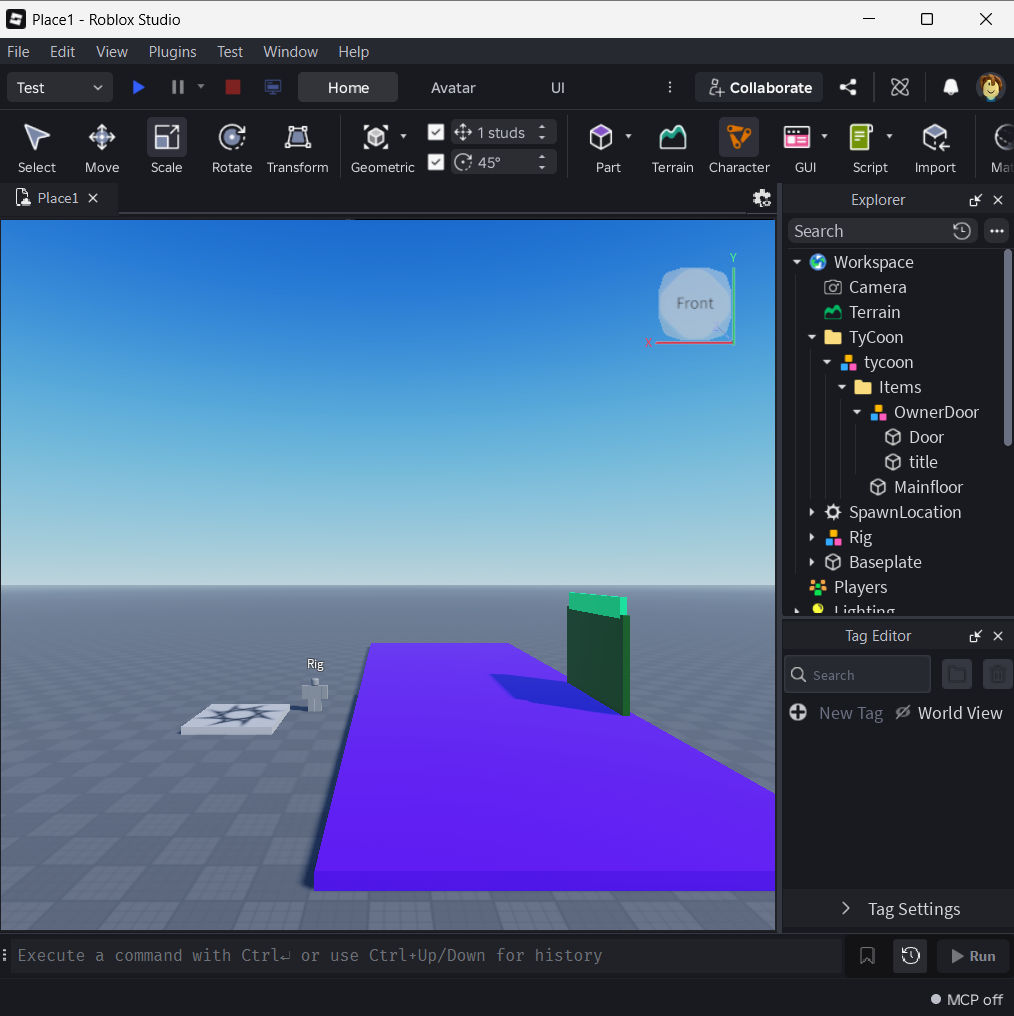 Place1 - Roblox Studio
File Edit View Plugins Test Window Help
Test Home Avatar UI Collaborate
1 studs
45°
Select Move Scale Rotate Transform Geometric Part Terrain Character GUI Script Import Mat
Place1
Explorer
Search
Workspace
Camera
Terrain
TyCoon
tycoon
Items
OwnerDoor
Door
title
Mainfloor
SpawnLocation
Rig
Baseplate
Players
Lighting
Y
Front
X
Rig
Tag Editor
Search
New Tag World View
Tag Settings
Execute a command with Ctrl↵ or use Ctrl+Up/Down for history
Run
MCP off